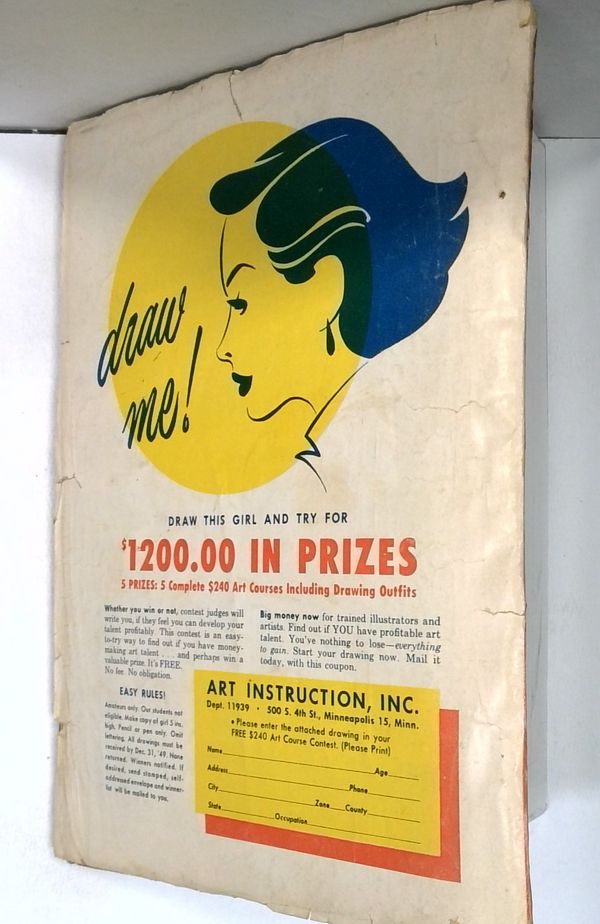 draw
me!
DRAW THIS GIRL AND TRY FOR
$1200.00 IN PRIZES
5 PRIZES: 5 Complete $240 Art Courses Including Drawing Outfits
Whether you win or not, contest judges will
write you, if they feel you can develop your
talent profitably. This contest is an easy-
to-try way to find out if you have money-
making art talent . . . and perhaps win a
valuable prize. It's FREE.
No fee. No obligation.
EASY RULES!
Amateurs only. Our students not
eligible. Make copy of girl 5 ins.
high. Pencil or pen only. Omit
lettering. All drawings must be
received by Dec. 31, '49. None
returned. Winners notified. If
desired, send stamped, self-
addressed envelope and winner-
list will be mailed to you.
Big money now for trained illustrators and
artists. Find out if YOU have profitable art
talent. You've nothing to lose—everything
to gain. Start your drawing now. Mail it
today, with this coupon.
ART INSTRUCTION, INC.
Dept. 11939 · 500 S. 4th St., Minneapolis 15, Minn.
• Please enter the attached drawing in your
FREE $240 Art Course Contest. (Please Print)
Name Age
Address Phone
City Zone County
State Occupation